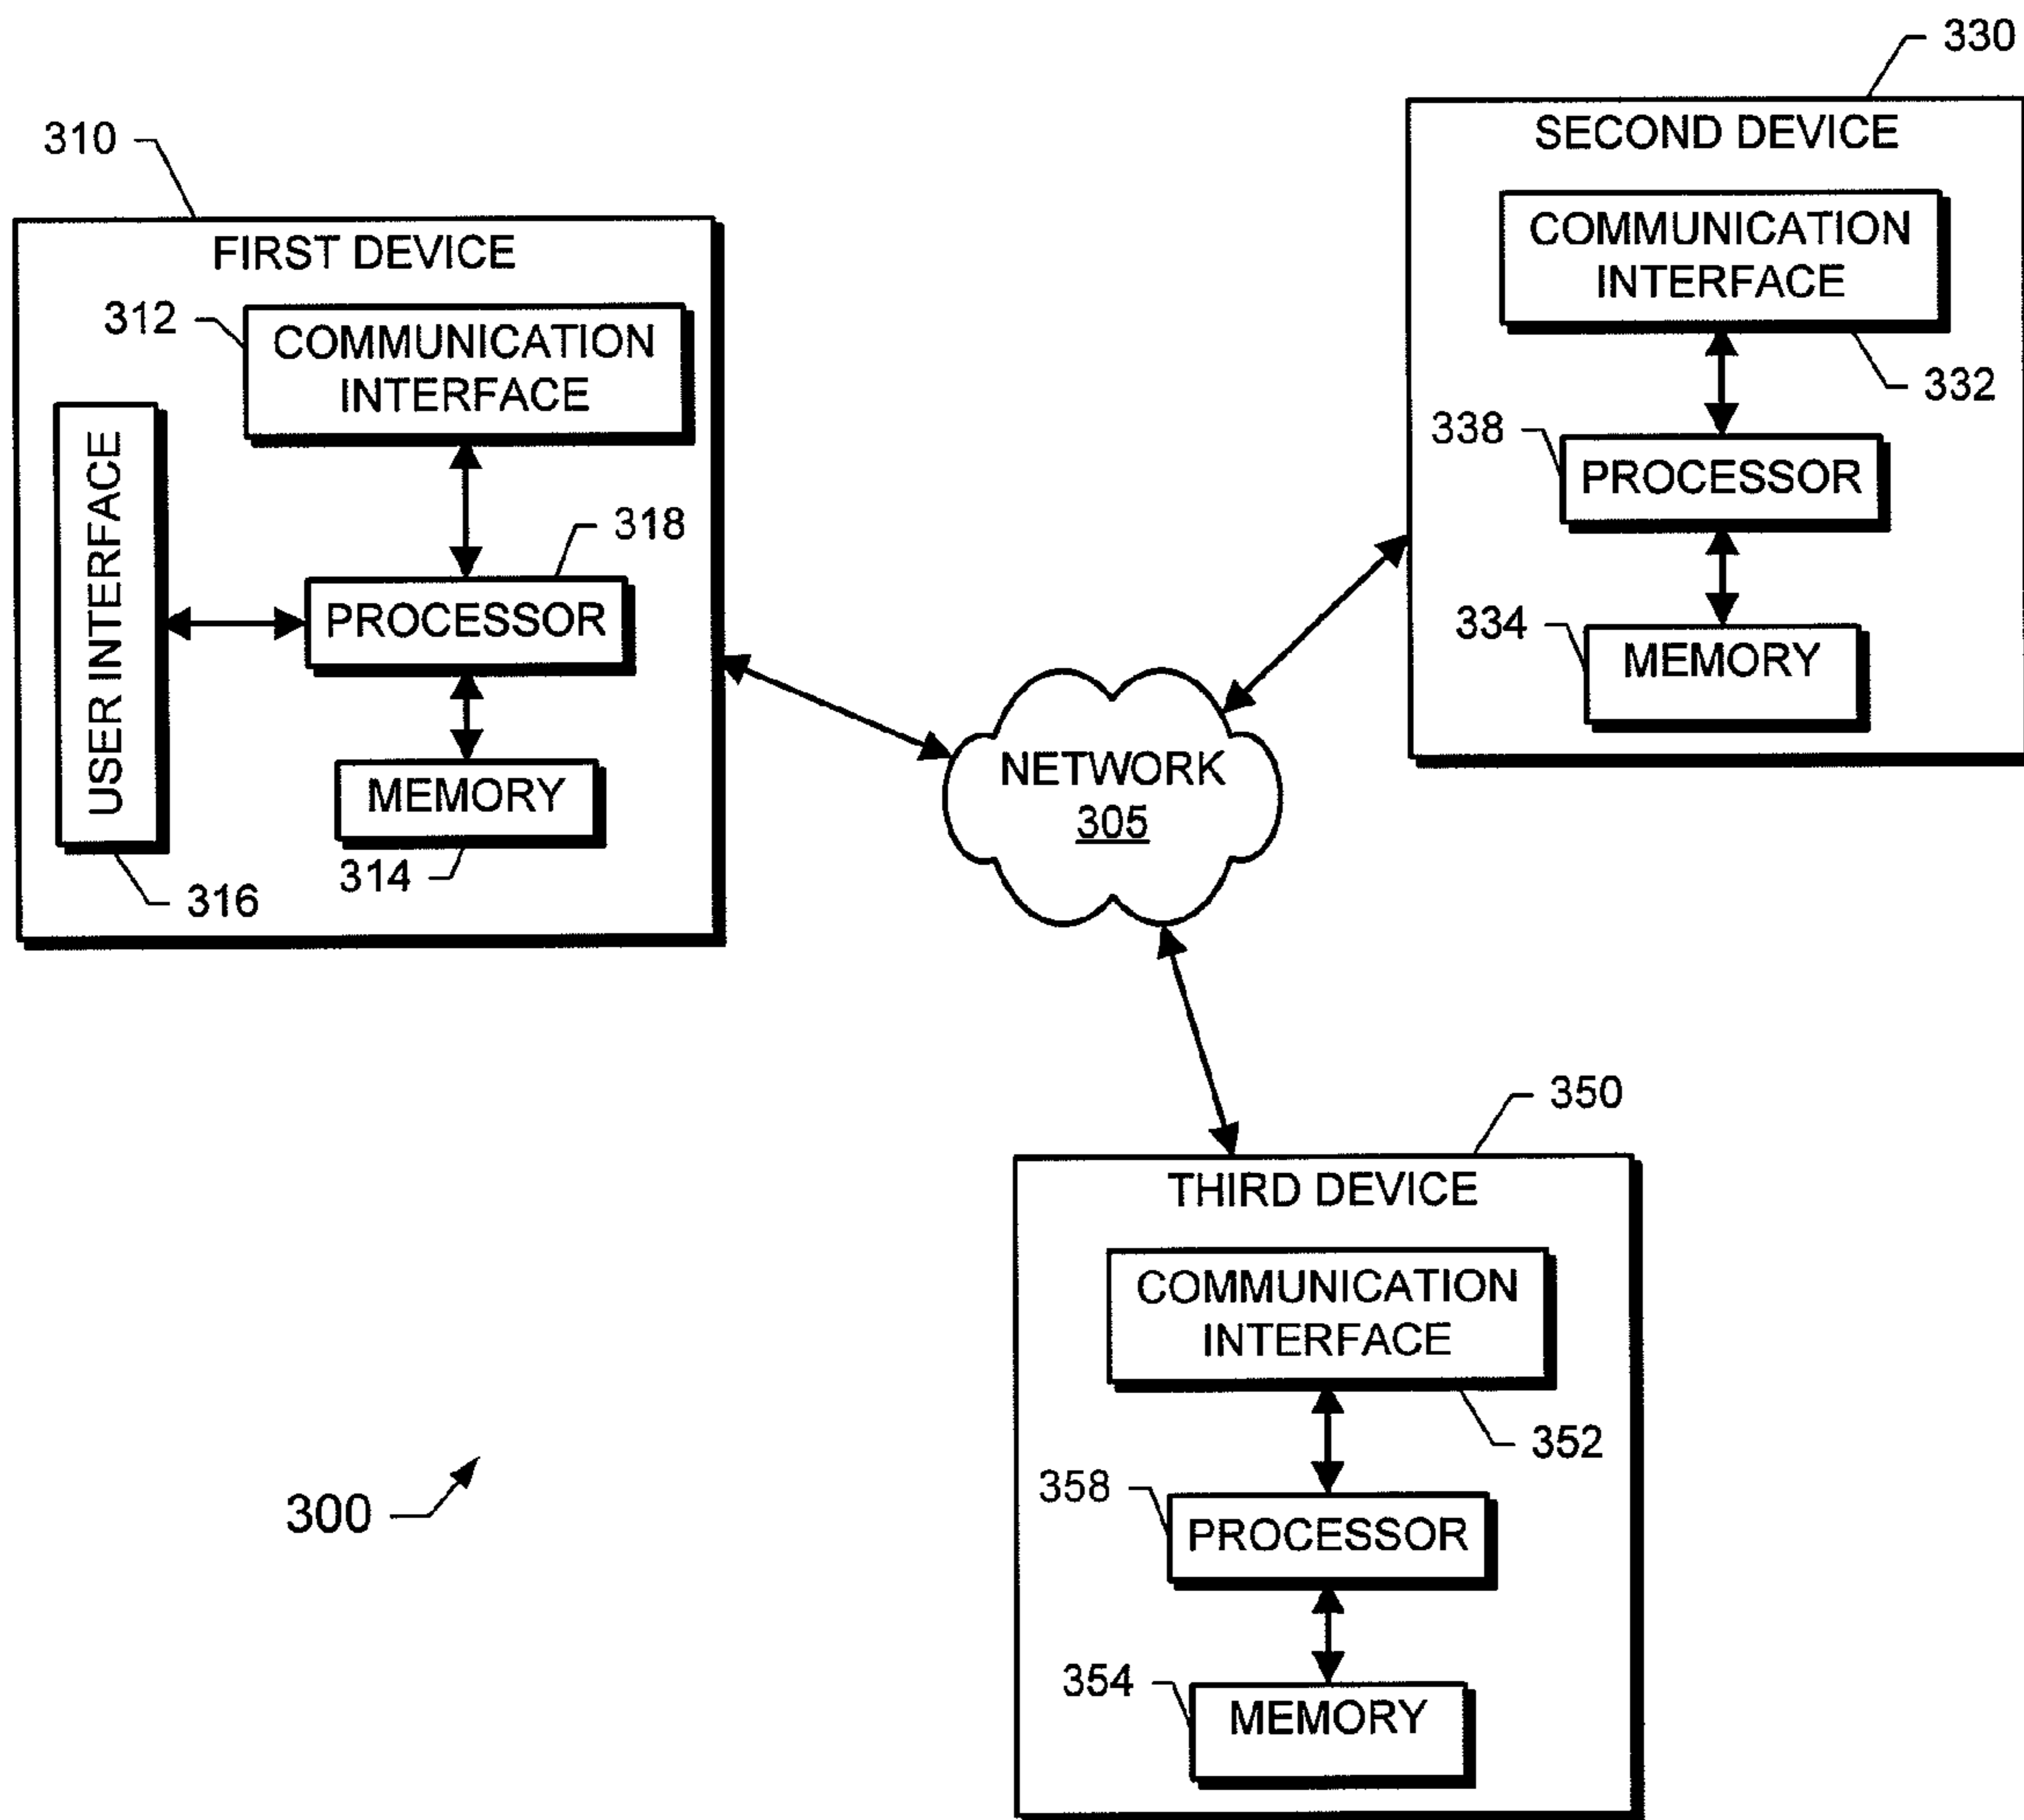 330
SECOND DEVICE
COMMUNICATION
INTERFACE
332
338
PROCESSOR
334
MEMORY
310
FIRST DEVICE
312
COMMUNICATION
INTERFACE
318
PROCESSOR
USER INTERFACE
316
MEMORY
314
NETWORK
305
350
THIRD DEVICE
COMMUNICATION
INTERFACE
352
358
PROCESSOR
354
MEMORY
300